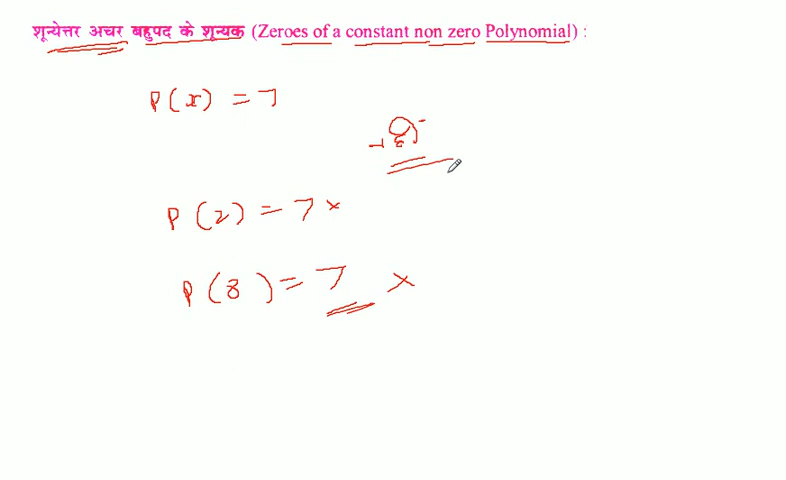 शून्येत्तर अचर बहुपद के शून्यक (Zeroes of a constant non zero Polynomial) :
P(x) = 7
नहीं
P(2) = 7 ×
P(8) = 7 ×